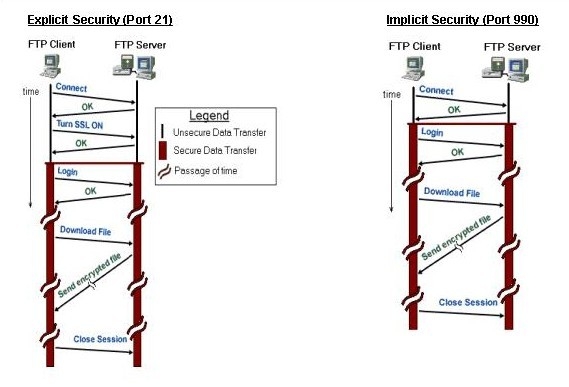 Explicit Security (Port 21)
FTP Client
FTP Server
time
Connect
OK
Turn SSL ON
OK
Login
OK
Download File
Send encrypted file
Close Session
Legend
Unsecure Data Transfer
Secure Data Transfer
Passage of time
Implicit Security (Port 990)
FTP Client
FTP Server
time
Connect
OK
Login
OK
Download File
Send encrypted file
Close Session